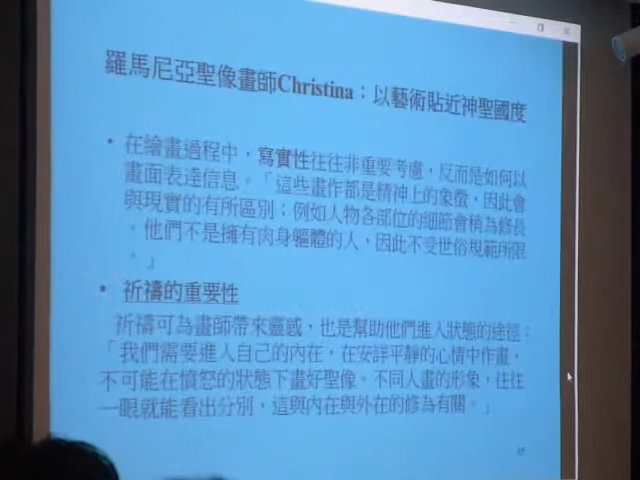 羅馬尼亞聖像畫師Christina：以藝術貼近神聖國度
• 在繪畫過程中，寫實性往往非重要考慮，反而是如何以
畫面表達信息。「這些畫作都是精神上的象徵，因此會
與現實的有所區別；例如人物各部位的細節會稍為修長
。他們不是擁有肉身軀體的人，因此不受世俗規範所限
。」
• 祈禱的重要性
祈禱可為畫師帶來靈感，也是幫助他們進入狀態的途徑：
「我們需要進入自己的內在，在安詳平靜的心情中作畫，
不可能在憤怒的狀態下畫好聖像。不同人畫的形象，往往
一眼就能看出分別，這與內在與外在的修為有關。」